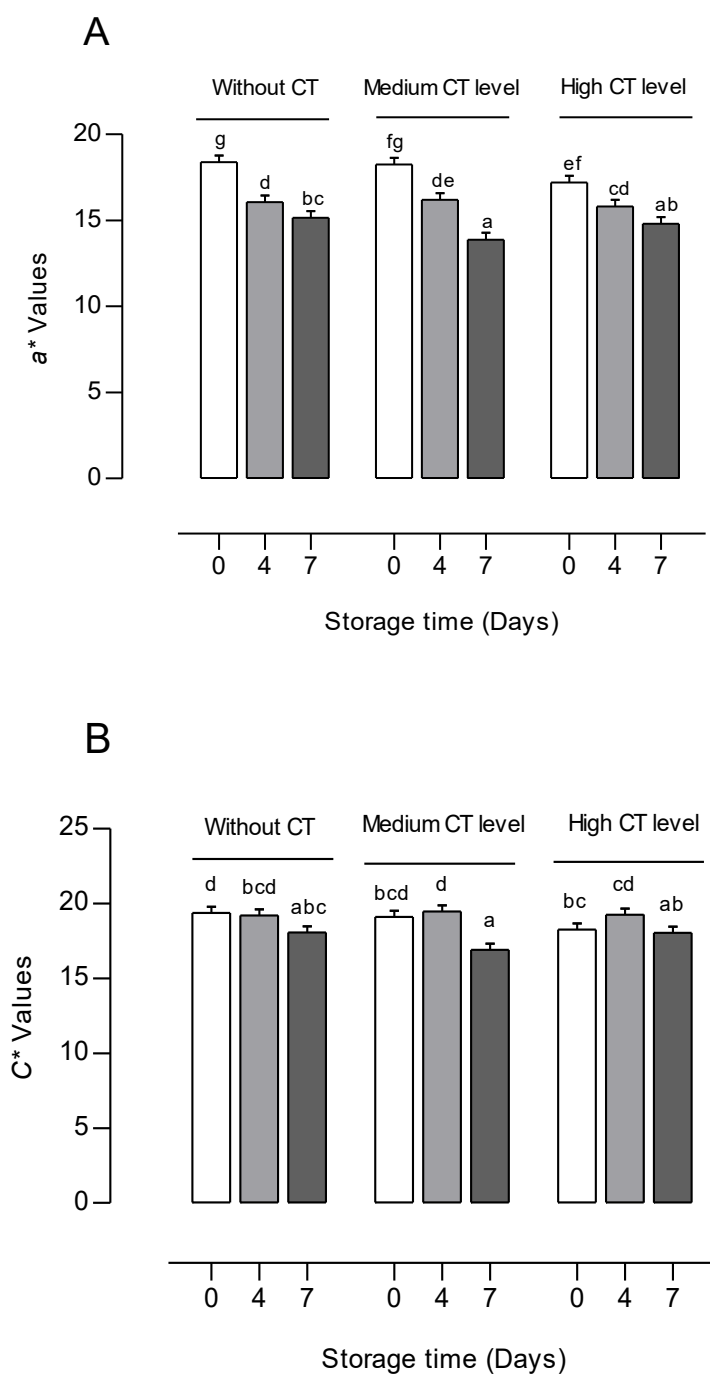 A
Without CT Medium CT level High CT level
20
15
10
5
0
a* Values
g d bc fg de a ef cd ab
0 4 7 0 4 7 0 4 7
Storage time (Days)
B
Without CT Medium CT level High CT level
25
20
15
10
5
0
C* Values
d bcd abc bcd d a bc cd ab
0 4 7 0 4 7 0 4 7
Storage time (Days)